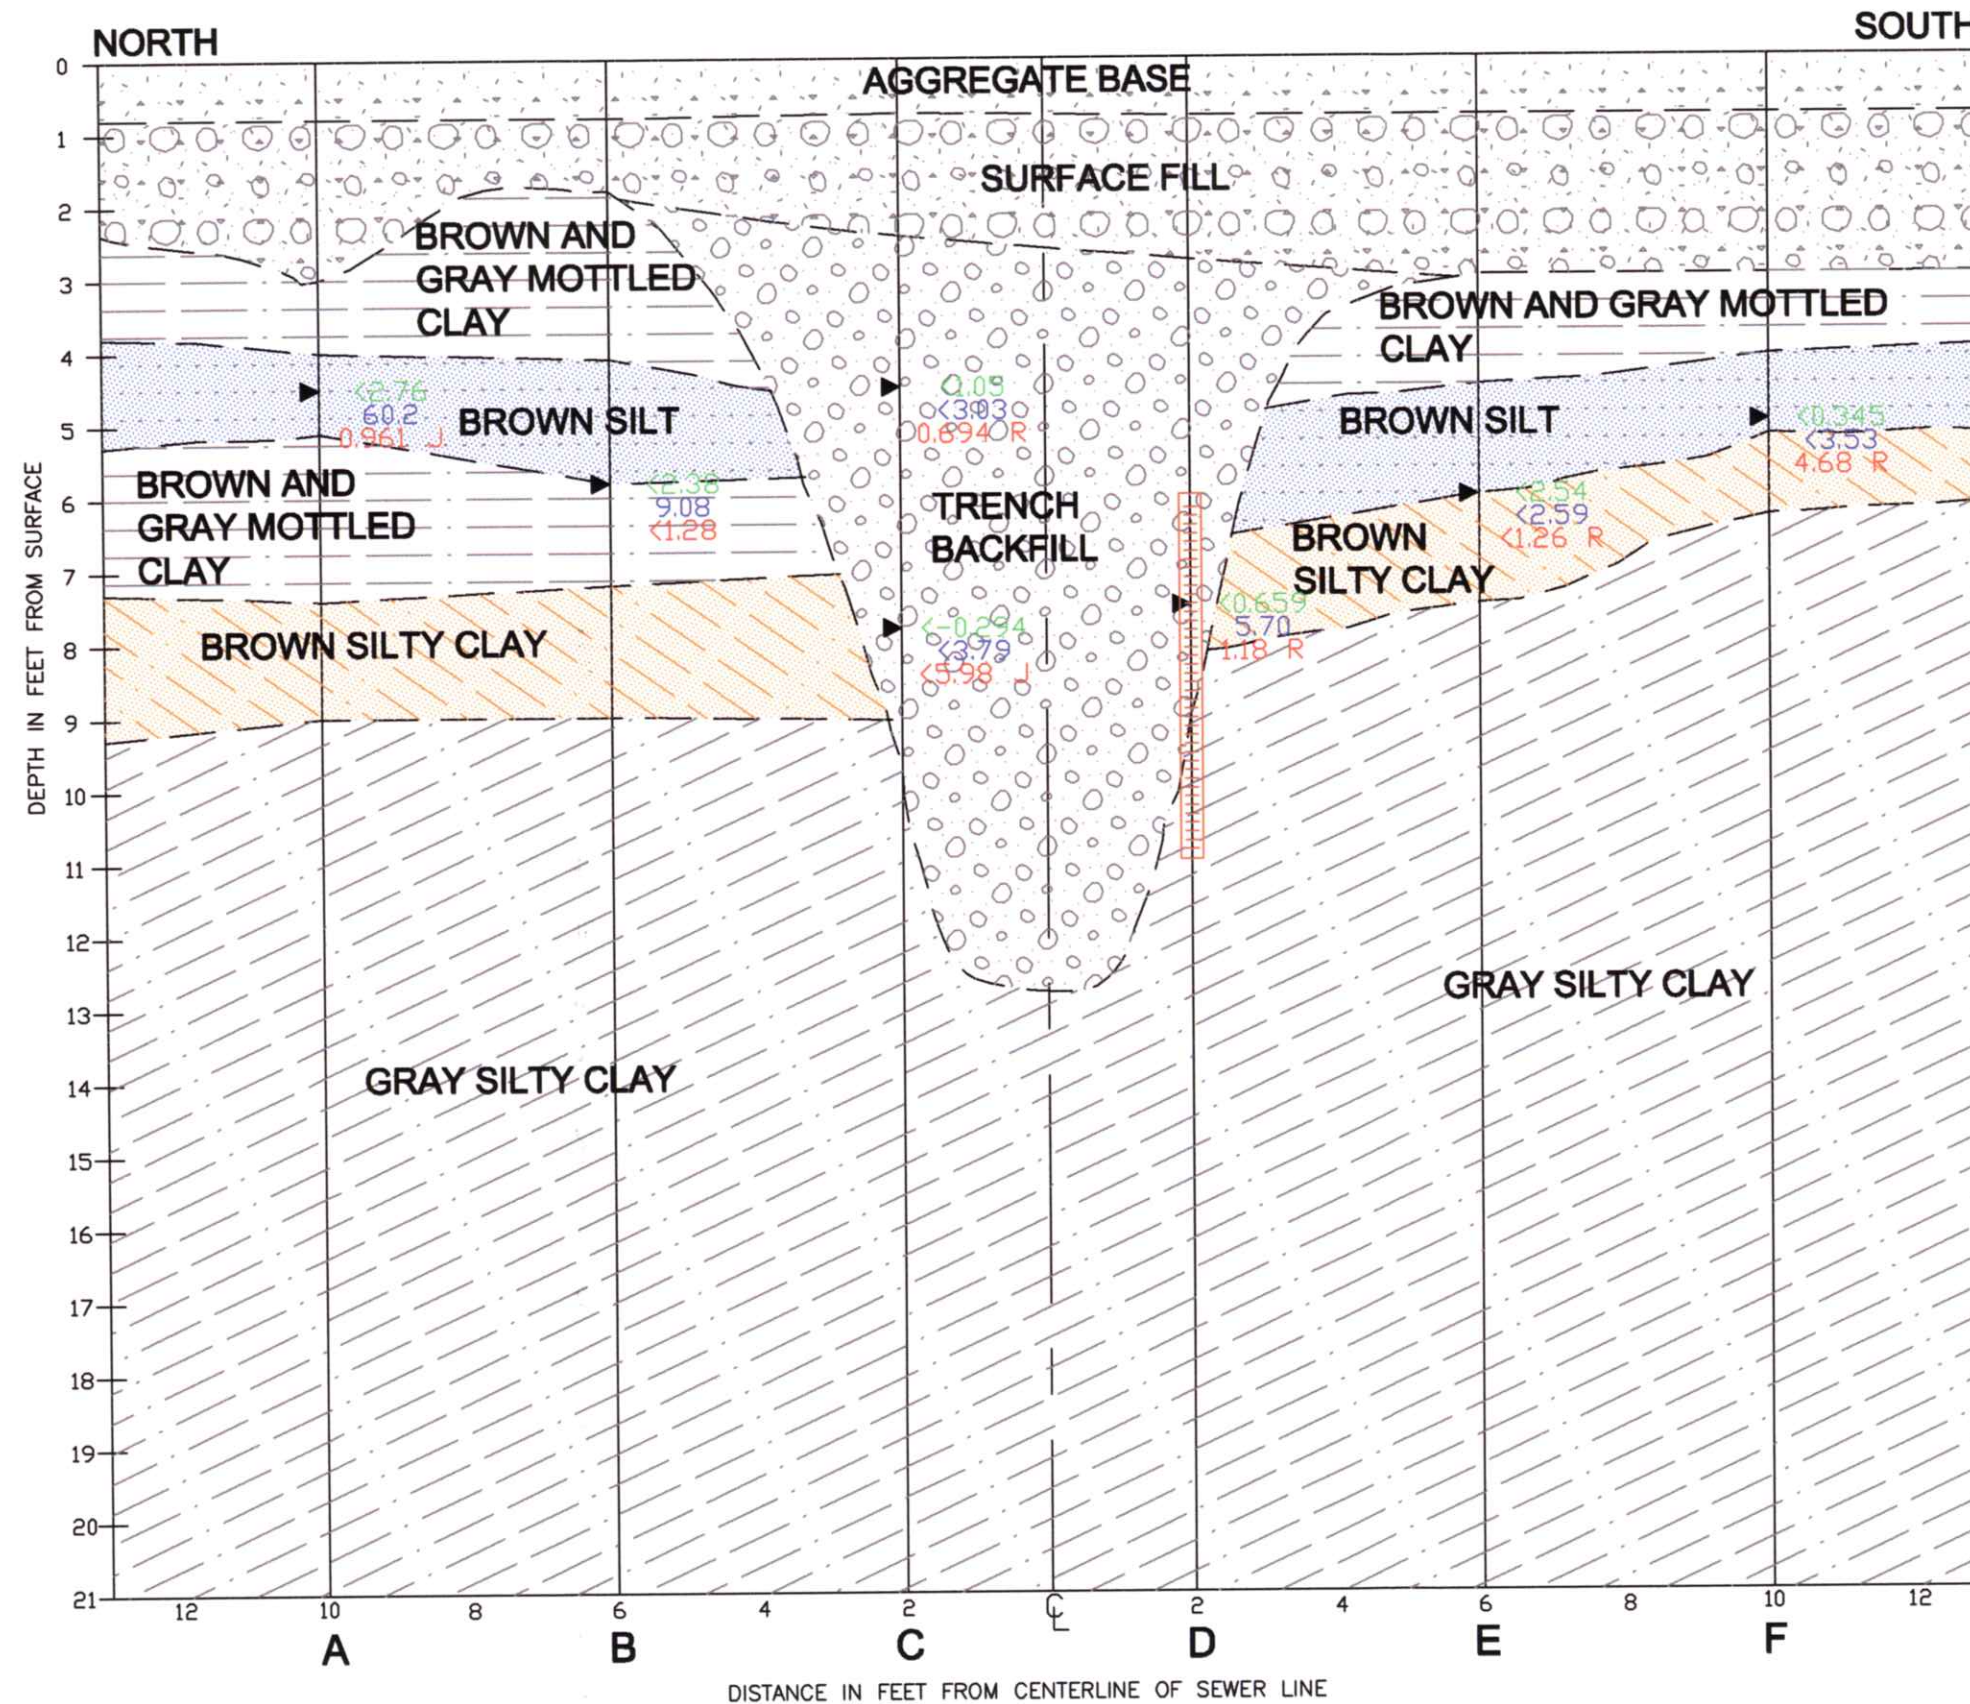 NORTH
SOUTH
AGGREGATE BASE
SURFACE FILL
BROWN AND
GRAY MOTTLED
CLAY
BROWN AND GRAY MOTTLED
CLAY
<2.76
60.2
0.961 J
BROWN SILT
<1.05
<3.03
0.694 R
BROWN SILT
<0.345
<3.53
4.68 R
BROWN AND
GRAY MOTTLED
CLAY
<2.38
9.08
<1.28
TRENCH
BACKFILL
<2.54
<2.59
<1.26 R
BROWN
SILTY CLAY
<0.659
5.70
1.18 R
BROWN SILTY CLAY
<-0.294
<3.79
<5.98 J
GRAY SILTY CLAY
GRAY SILTY CLAY
DEPTH IN FEET FROM SURFACE
0
1
2
3
4
5
6
7
8
9
10
11
12
13
14
15
16
17
18
19
20
21
12 10 8 6 4 2 CL 2 4 6 8 10 12
A B C D E F
DISTANCE IN FEET FROM CENTERLINE OF SEWER LINE